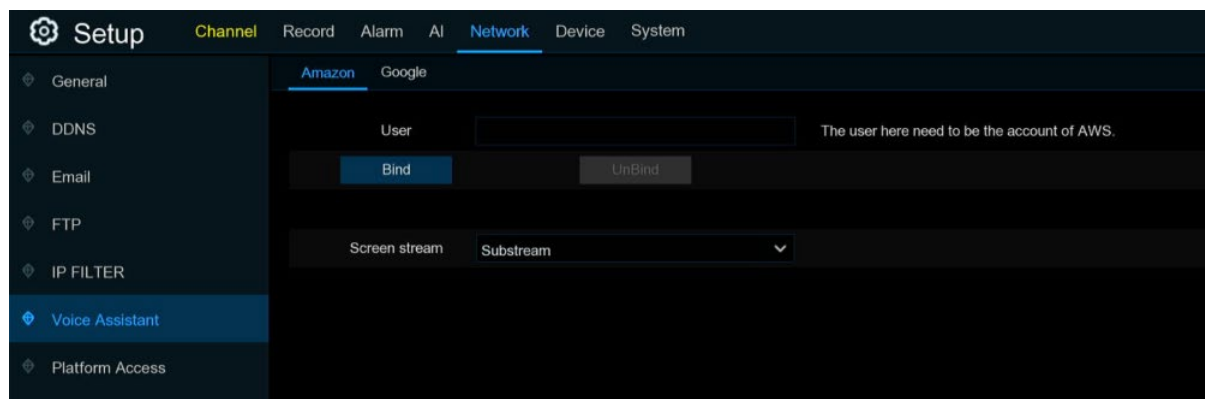 Setup Channel Record Alarm AI Network Device System
General
DDNS
Email
FTP
IP FILTER
Voice Assistant
Platform Access
Amazon Google
User The user here need to be the account of AWS.
Bind UnBind
Screen stream Substream